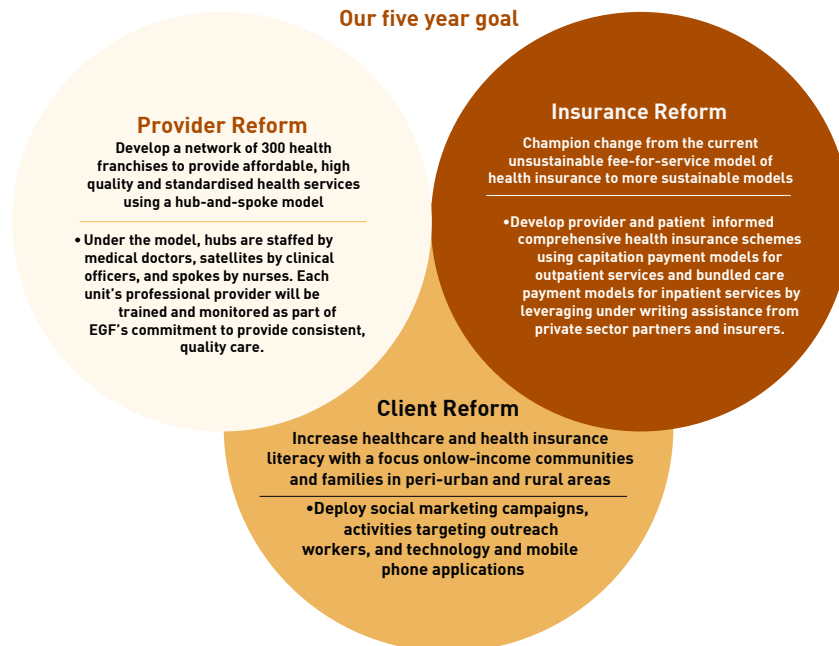 Our five year goal
Provider Reform
Develop a network of 300 health
franchises to provide affordable, high
quality and standardised health services
using a hub-and-spoke model
• Under the model, hubs are staffed by
medical doctors, satellites by clinical
officers, and spokes by nurses. Each
unit's professional provider will be
trained and monitored as part of
EGF's commitment to provide consistent,
quality care.
Insurance Reform
Champion change from the current
unsustainable fee-for-service model of
health insurance to more sustainable models
•Develop provider and patient informed
comprehensive health insurance schemes
using capitation payment models for
outpatient services and bundled care
payment models for inpatient services by
leveraging under writing assistance from
private sector partners and insurers.
Client Reform
Increase healthcare and health insurance
literacy with a focus onlow-income communities
and families in peri-urban and rural areas
•Deploy social marketing campaigns,
activities targeting outreach
workers, and technology and mobile
phone applications